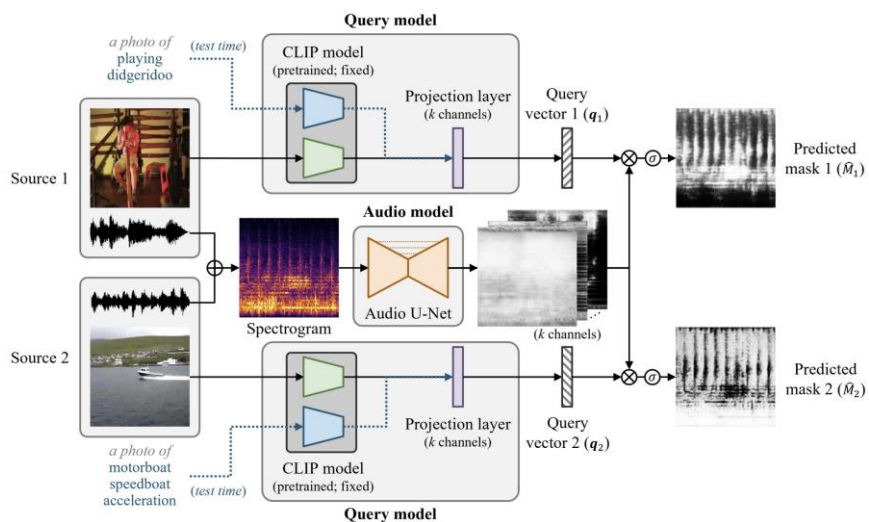 Query model
a photo of
playing
didgeridoo
(test time)
CLIP model
(pretrained; fixed)
Projection layer
(k channels)
Query
vector 1 (q₁)
Predicted
mask 1 (M̂₁)
σ
Source 1
Audio model
Spectrogram
Audio U-Net
...
(k channels)
Source 2
σ
Predicted
mask 2 (M̂₂)
Projection layer
(k channels)
Query
vector 2 (q₂)
a photo of
motorboat
speedboat
acceleration
(test time)
CLIP model
(pretrained; fixed)
Query model